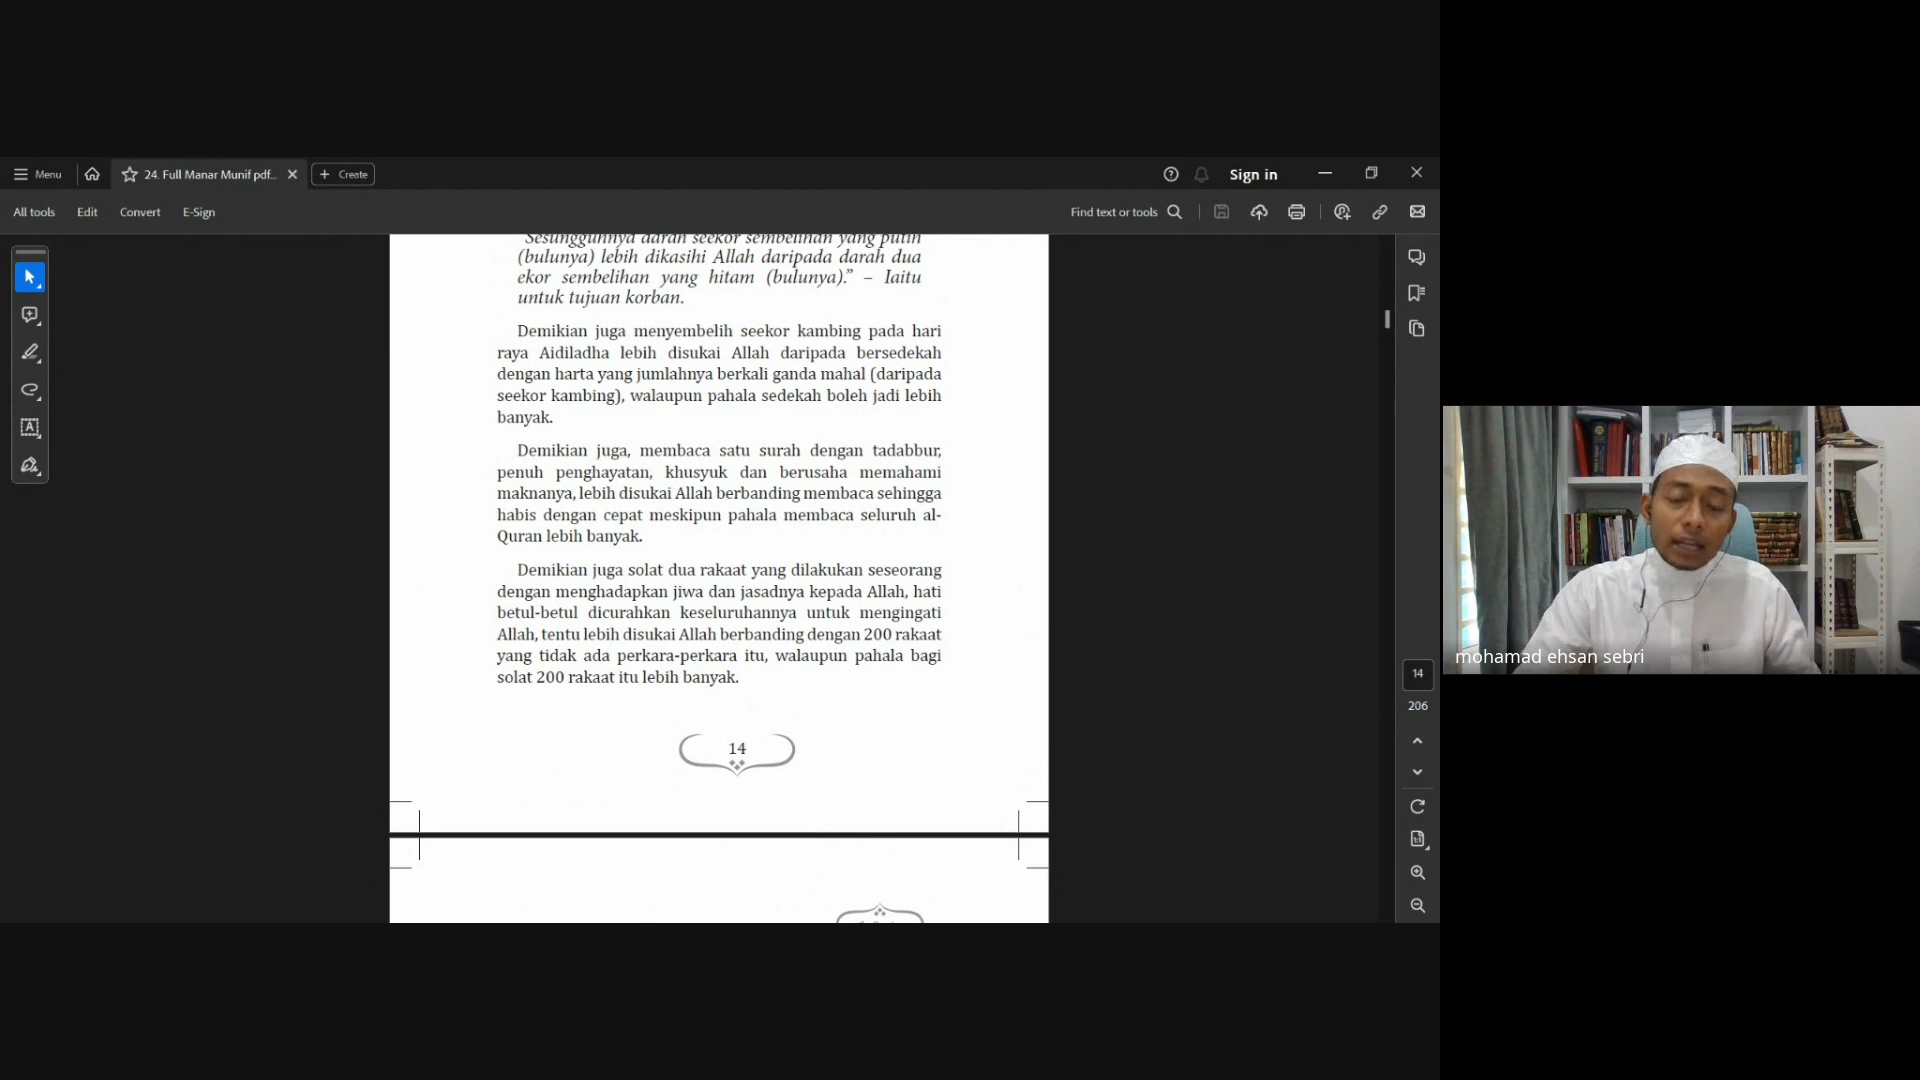 Menu
24. Full Manar Munif pdf...
Create
Sign in
All tools
Edit
Convert
E-Sign
Find text or tools
"Sesungguhnya darah seekor sembelihan yang putih
(bulunya) lebih dikasihi Allah daripada darah dua
ekor sembelihan yang hitam (bulunya)." – Iaitu
untuk tujuan korban.
Demikian juga menyembelih seekor kambing pada hari
raya Aidiladha lebih disukai Allah daripada bersedekah
dengan harta yang jumlahnya berkali ganda mahal (daripada
seekor kambing), walaupun pahala sedekah boleh jadi lebih
banyak.
Demikian juga, membaca satu surah dengan tadabbur,
penuh penghayatan, khusyuk dan berusaha memahami
maknanya, lebih disukai Allah berbanding membaca sehingga
habis dengan cepat meskipun pahala membaca seluruh al-
Quran lebih banyak.
Demikian juga solat dua rakaat yang dilakukan seseorang
dengan menghadapkan jiwa dan jasadnya kepada Allah, hati
betul-betul dicurahkan keseluruhannya untuk mengingati
Allah, tentu lebih disukai Allah berbanding dengan 200 rakaat
yang tidak ada perkara-perkara itu, walaupun pahala bagi
solat 200 rakaat itu lebih banyak.
14
14
206
mohamad ehsan sebri